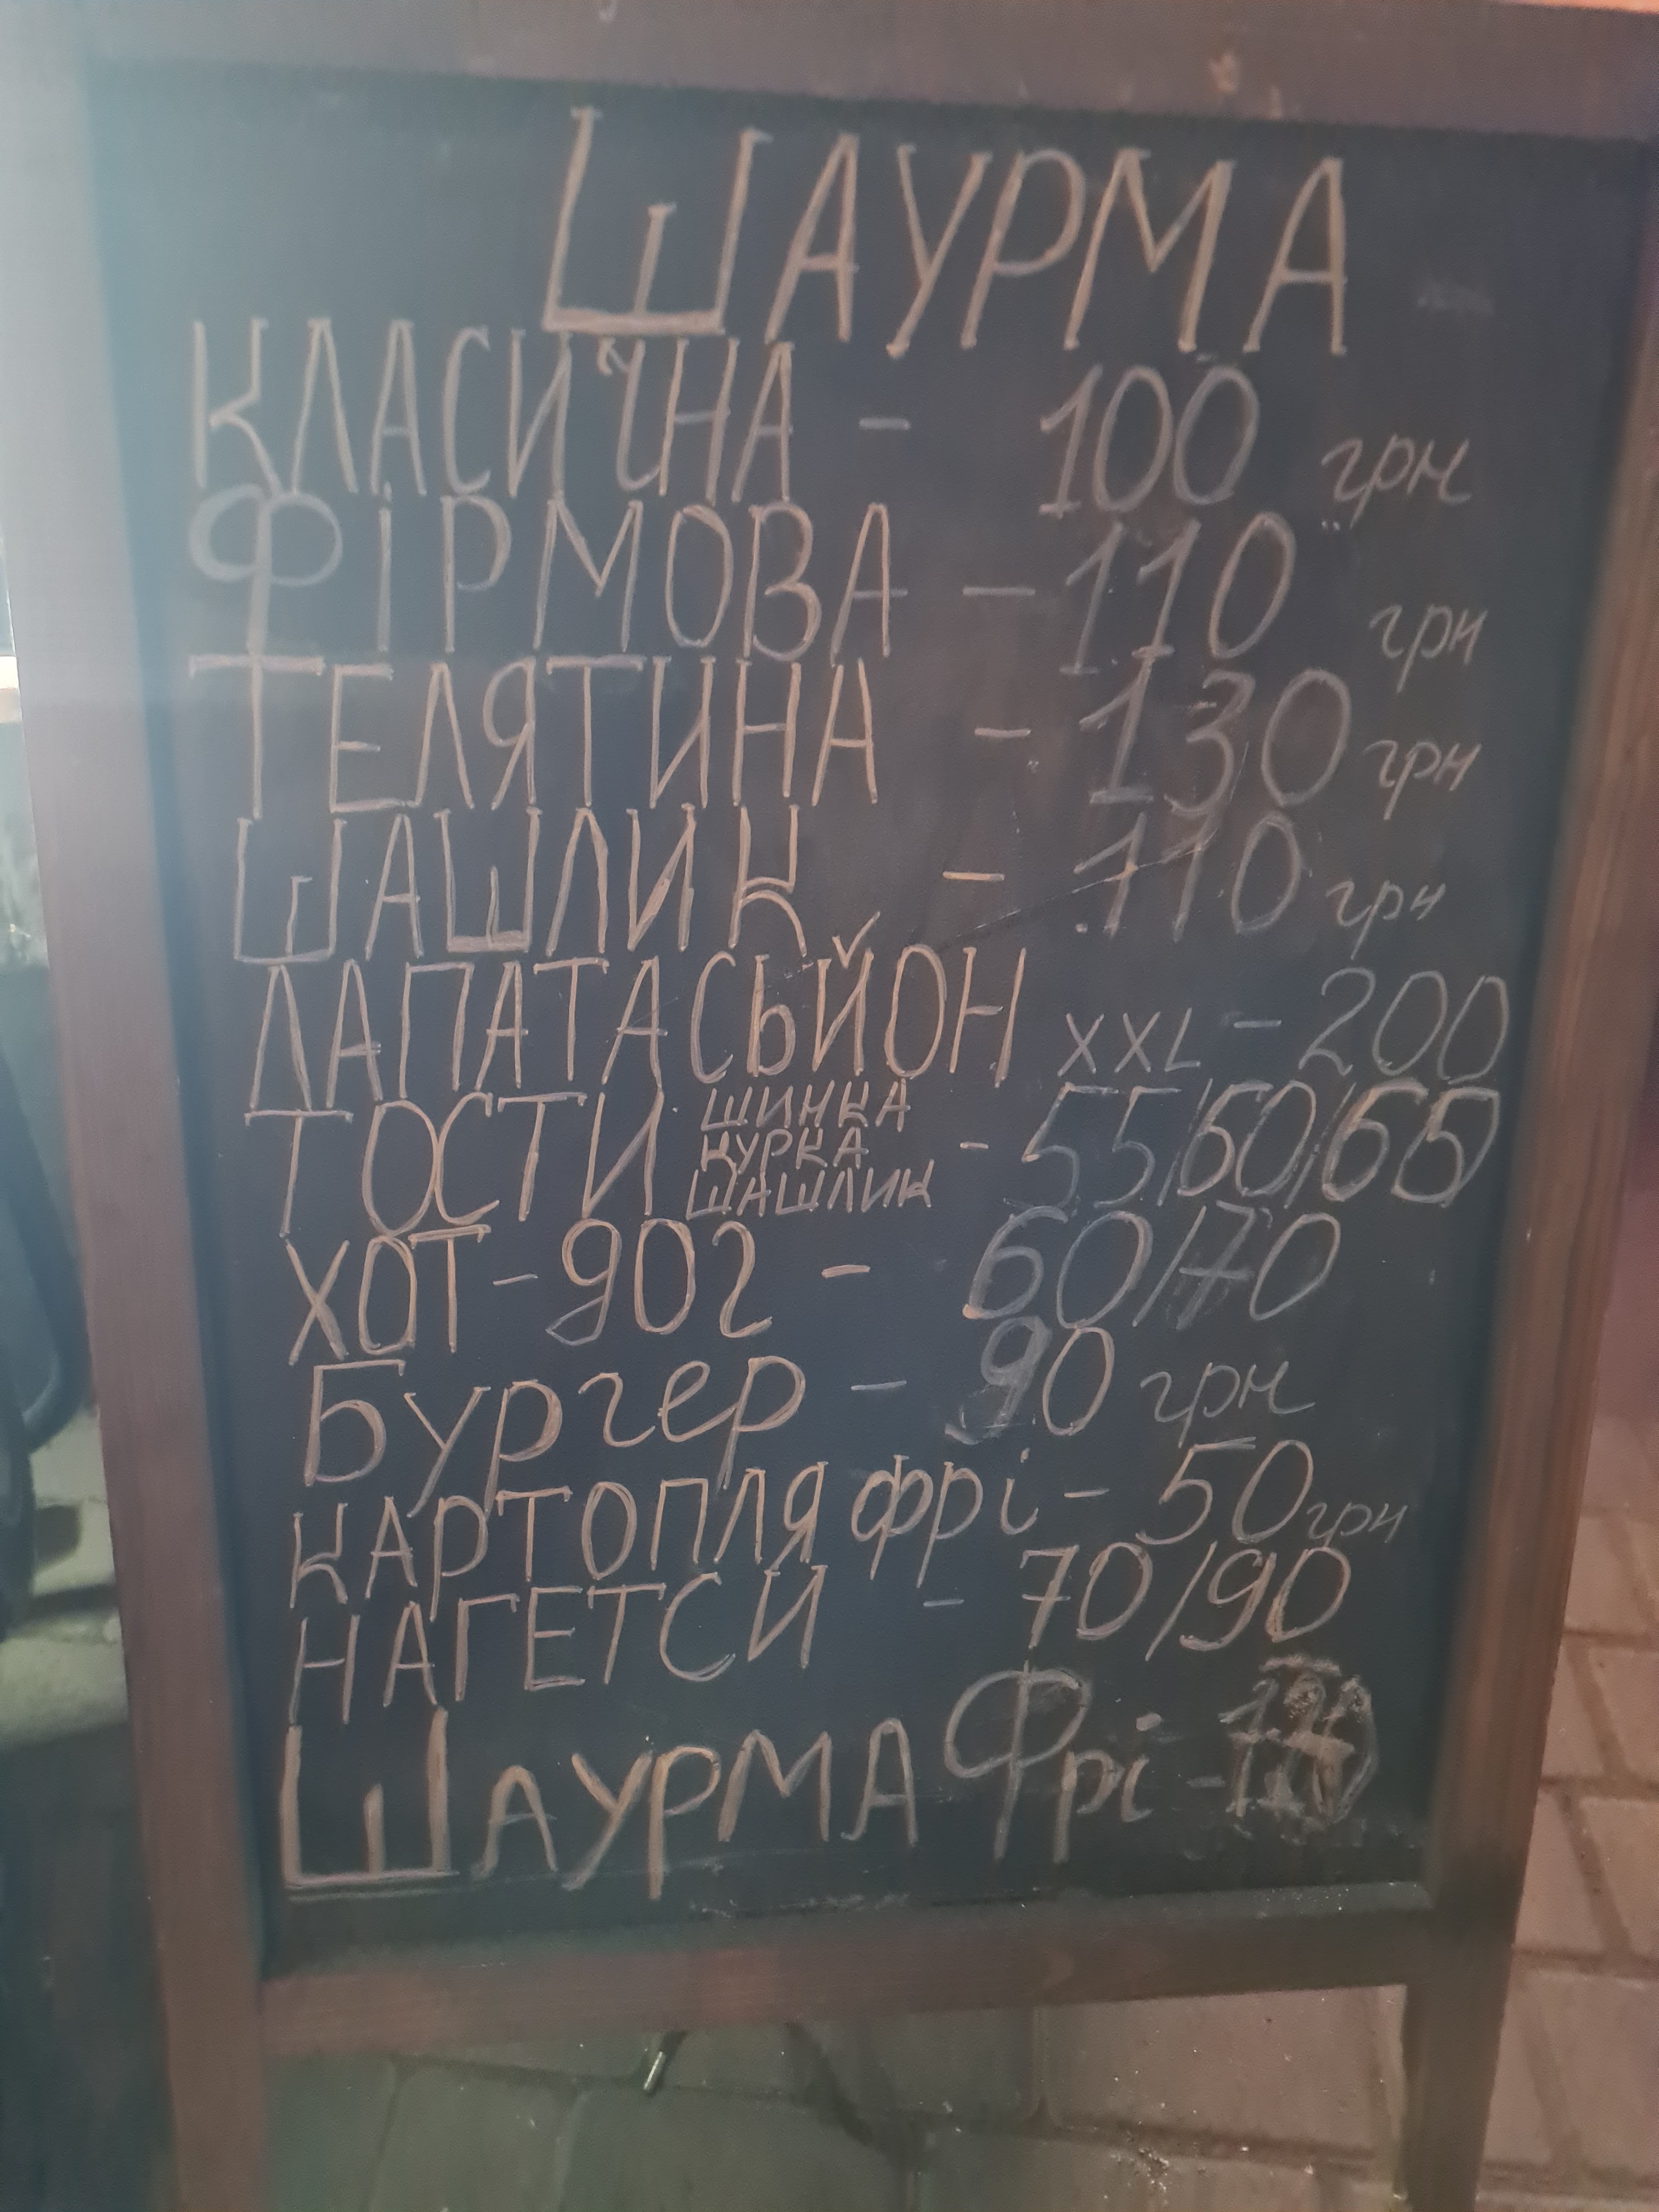 ШАУРМА
КЛАСИЧНА - 100 грн
ФІРМОВА - 110 грн
ТЕЛЯТИНА - 130 грн
ШАШЛИК - 110 грн
ЛАПАТАСЬЙОН XXL - 200
ТОСТИ ШИНКА
КУРКА - 55/60/65
ШАШЛИК
ХОТ-дог - 60/70
Бургер - 90 грн
КАРТОПЛЯ фрі - 50 грн
НАГЕТСИ - 70/90
ШАУРМА Фрі -